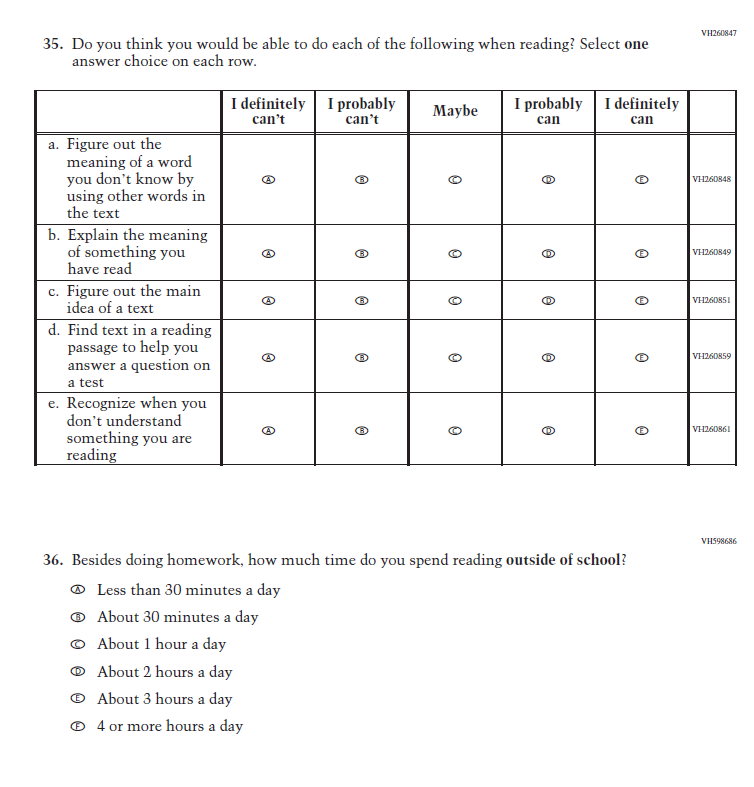 VH260847
35. Do you think you would be able to do each of the following when reading? Select one
answer choice on each row.
I definitely can't I probably can't Maybe I probably can I definitely can
a. Figure out the
meaning of a word
you don't know by
using other words in
the text
A B C D E VH260848
b. Explain the meaning
of something you
have read
A B C D E VH260849
c. Figure out the main
idea of a text
A B C D E VH260851
d. Find text in a reading
passage to help you
answer a question on
a test
A B C D E VH260859
e. Recognize when you
don't understand
something you are
reading
A B C D E VH260861
VH598686
36. Besides doing homework, how much time do you spend reading outside of school?
A Less than 30 minutes a day
B About 30 minutes a day
C About 1 hour a day
D About 2 hours a day
E About 3 hours a day
F 4 or more hours a day